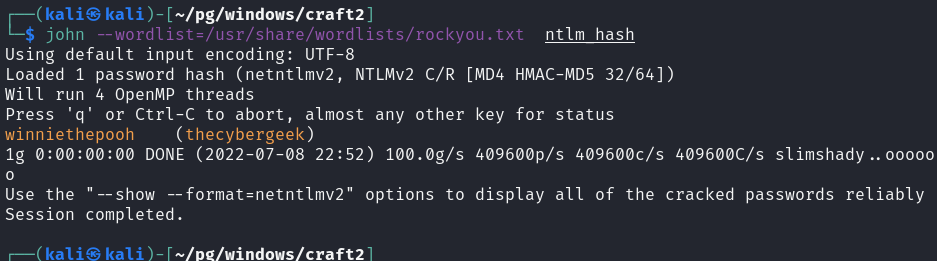 ┌──(kali㉿kali)-[~/pg/windows/craft2]
└─$ john --wordlist=/usr/share/wordlists/rockyou.txt  ntlm_hash
Using default input encoding: UTF-8
Loaded 1 password hash (netntlmv2, NTLMv2 C/R [MD4 HMAC-MD5 32/64])
Will run 4 OpenMP threads
Press 'q' or Ctrl-C to abort, almost any other key for status
winniethepooh    (thecybergeek)
1g 0:00:00:00 DONE (2022-07-08 22:52) 100.0g/s 409600p/s 409600c/s 409600C/s slimshady..ooooo
o
Use the "--show --format=netntlmv2" options to display all of the cracked passwords reliably
Session completed.
┌──(kali㉿kali)-[~/pg/windows/craft2]